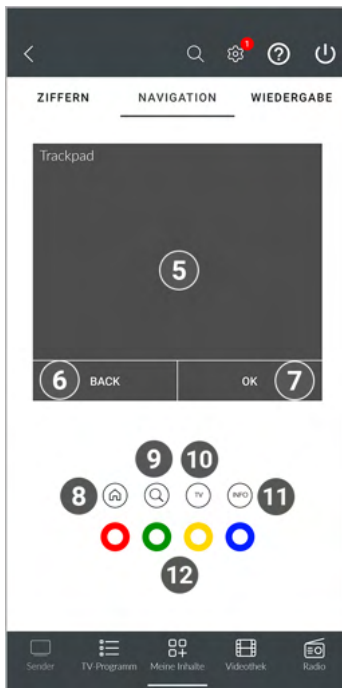 1
ZIFFERN NAVIGATION WIEDERGABE
Trackpad
5
6 BACK OK 7
9 10
8 TV INFO 11
12
Sender TV-Programm Meine Inhalte Videothek Radio